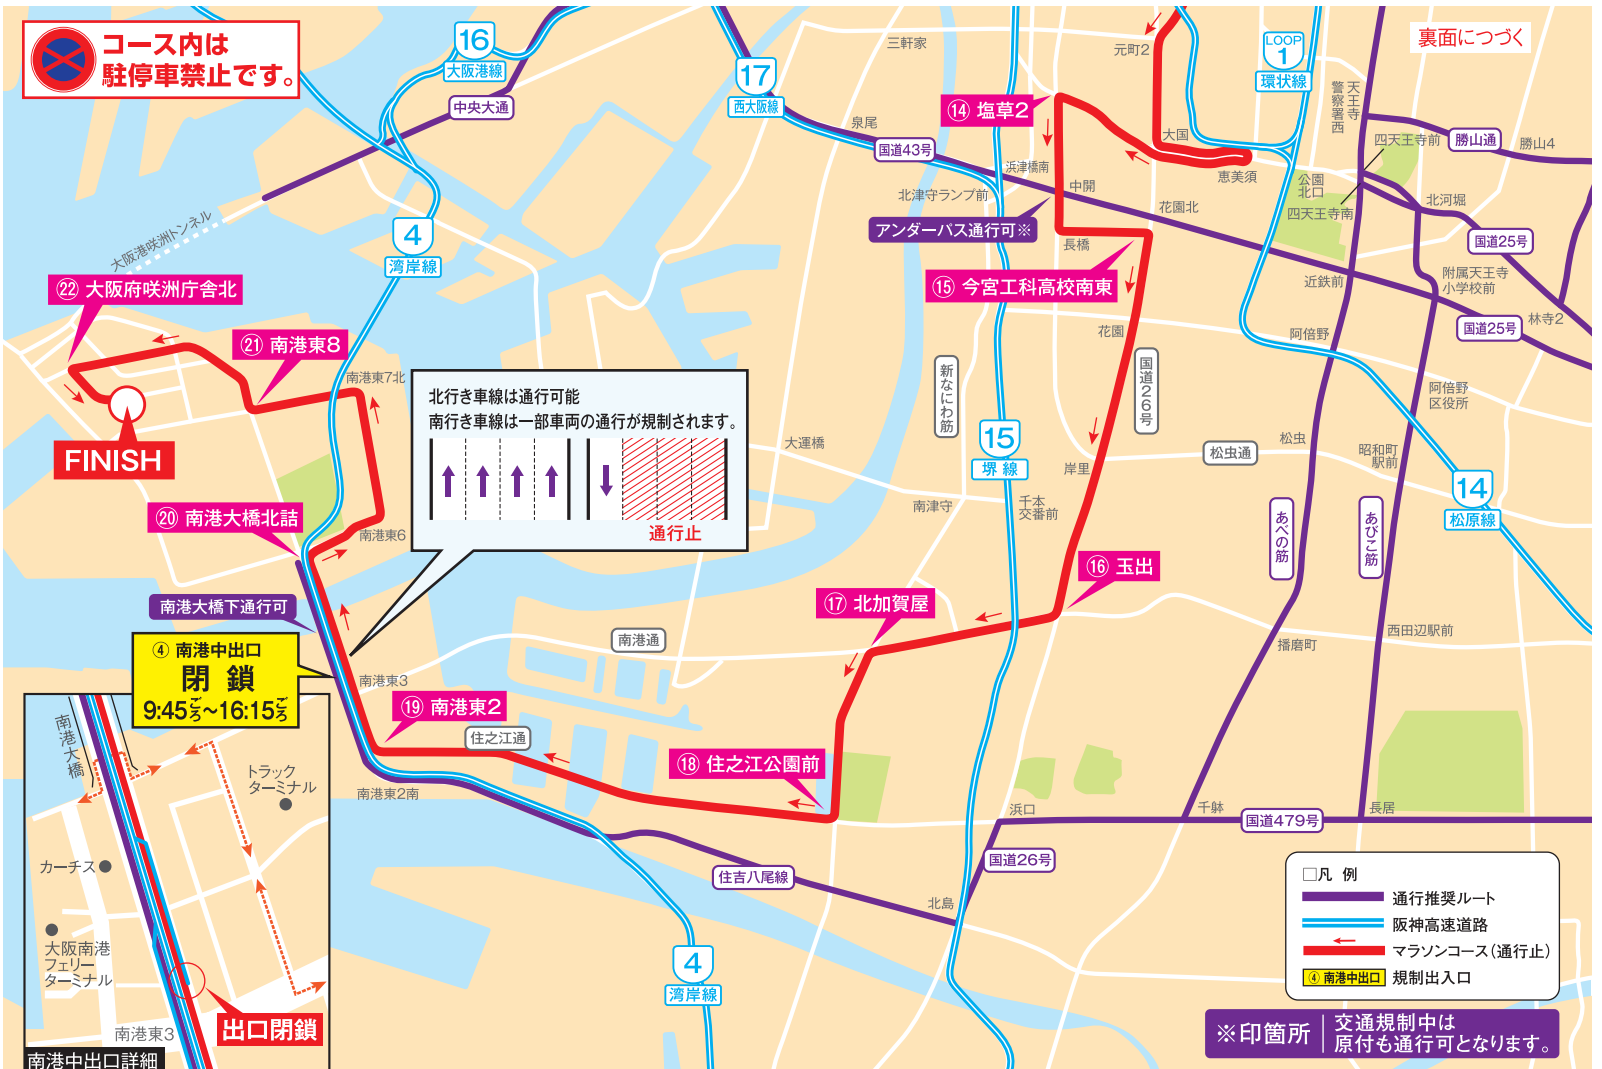 コース内は
駐停車禁止です。
16
大阪港線
中央大通
17
西大阪線
三軒家
元町2
LOOP
1
環状線
裏面につづく
天王寺
警察署西
⑭ 塩草2
泉尾
国道43号
大国
四天王寺前
勝山通
勝山4
浜津橋南
中開
恵美須
公園
北口
北津守ランプ前
花園北
北河堀
四天王寺南
アンダーパス通行可※
長橋
国道25号
大阪港咲洲トンネル
4
湾岸線
⑮ 今宮工科高校南東
近鉄前
附属天王寺
小学校前
㉒ 大阪府咲洲庁舎北
花園
阿倍野
国道25号
林寺2
㉑ 南港東8
南港東7北
新なにわ筋
国道26号
北行き車線は通行可能
南行き車線は一部車両の通行が規制されます。
通行止
阿倍野
区役所
FINISH
大運橋
15
堺線
松虫
松虫通
昭和町
駅前
岸里
14
松原線
南津守
千本
交番前
⑳ 南港大橋北詰
南港東6
あべの筋
あびこ筋
⑯ 玉出
南港大橋下通行可
⑰ 北加賀屋
南港通
播磨町
西田辺駅前
④ 南港中出口
閉鎖
9:45ごろ〜16:15ごろ
南港東3
⑲ 南港東2
住之江通
⑱ 住之江公園前
南港東2南
浜口
千躰
長居
国道479号
国道26号
住吉八尾線
北島
4
湾岸線
南港大橋
トラック
ターミナル
カーチス
大阪南港
フェリー
ターミナル
南港東3
出口閉鎖
南港中出口詳細
□凡 例
通行推奨ルート
阪神高速道路
マラソンコース（通行止）
④ 南港中出口
規制出入口
※印箇所
交通規制中は
原付も通行可となります。